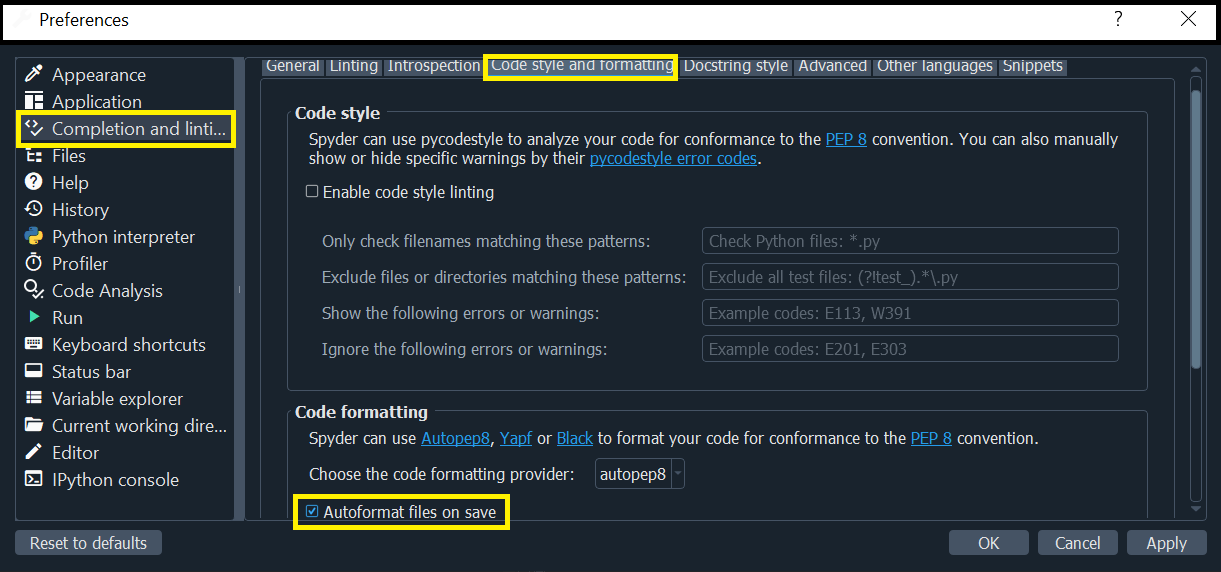 Preferences
?
Appearance
Application
Completion and linti...
Files
Help
History
Python interpreter
Profiler
Code Analysis
Run
Keyboard shortcuts
Status bar
Variable explorer
Current working dire...
Editor
IPython console
General Linting Introspection Code style and formatting Docstring style Advanced Other languages Snippets
Code style
Spyder can use pycodestyle to analyze your code for conformance to the PEP 8 convention. You can also manually
show or hide specific warnings by their pycodestyle error codes.
Enable code style linting
Only check filenames matching these patterns: Check Python files: *.py
Exclude files or directories matching these patterns: Exclude all test files: (?!test_).*\.py
Show the following errors or warnings: Example codes: E113, W391
Ignore the following errors or warnings: Example codes: E201, E303
Code formatting
Spyder can use Autopep8, Yapf or Black to format your code for conformance to the PEP 8 convention.
Choose the code formatting provider: autopep8
Autoformat files on save
Reset to defaults OK Cancel Apply